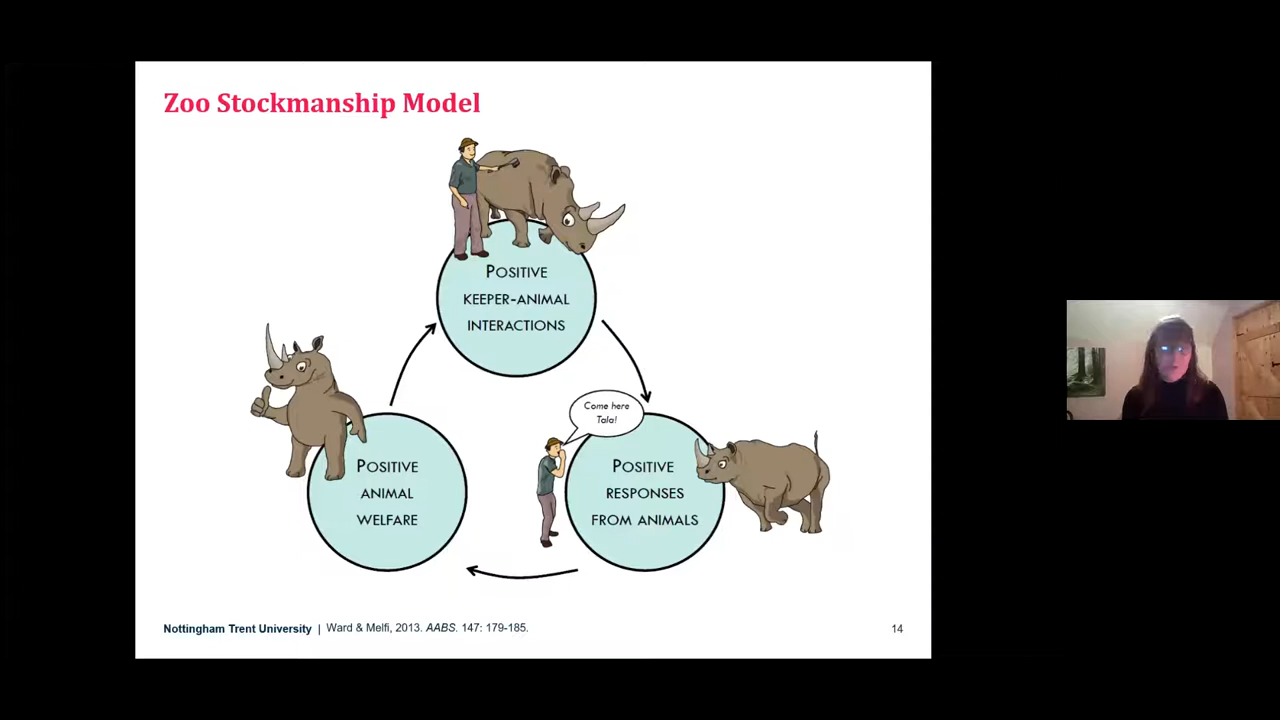 Zoo Stockmanship Model
POSITIVE
KEEPER-ANIMAL
INTERACTIONS
Come here
Tala!
POSITIVE
ANIMAL
WELFARE
POSITIVE
RESPONSES
FROM ANIMALS
Nottingham Trent University | Ward & Melfi, 2013. AABS. 147: 179-185.
14